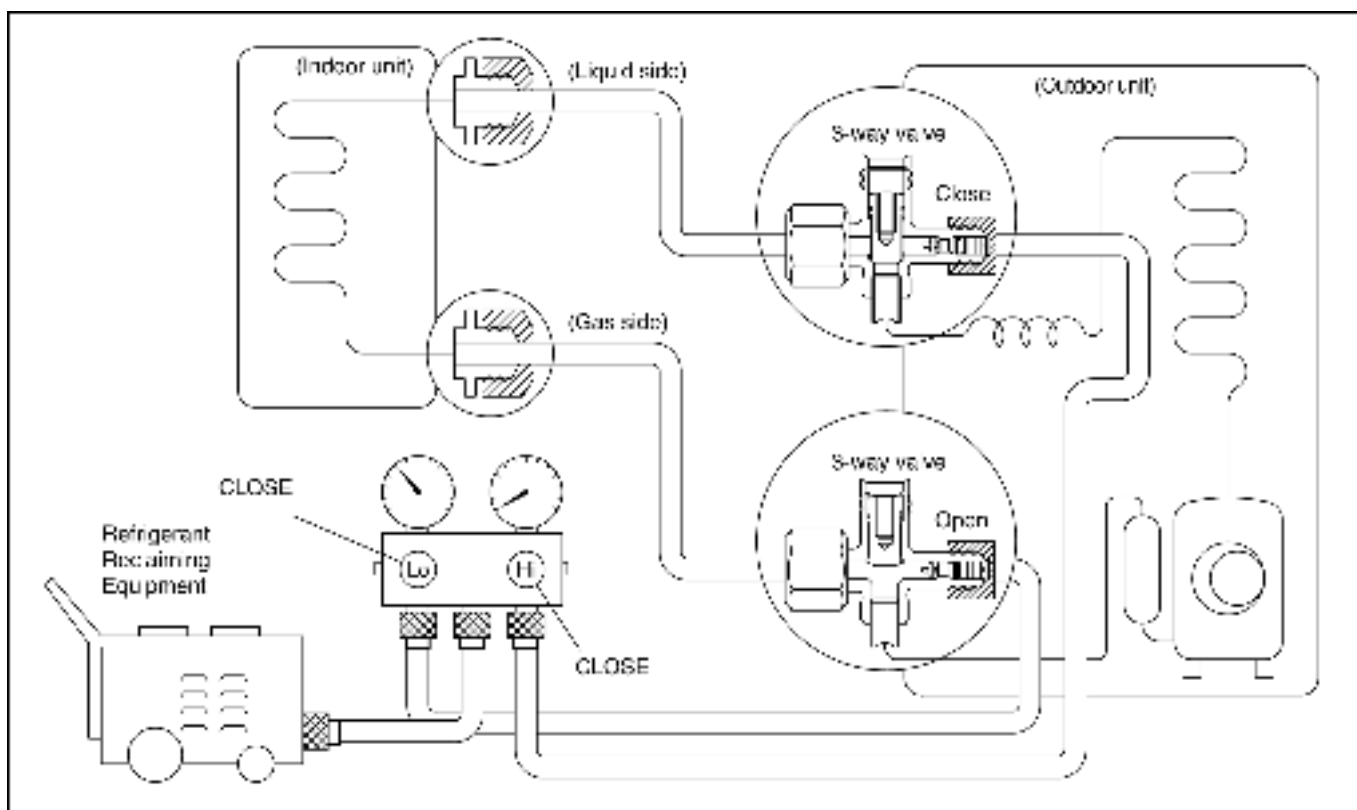 (Indoor unit)
(Liquid side)
(Outdoor unit)
3-way valve
Close
(Gas side)
3-way valve
Open
CLOSE
Refrigerant
Reclaiming
Equipment
Lo
Hi
CLOSE